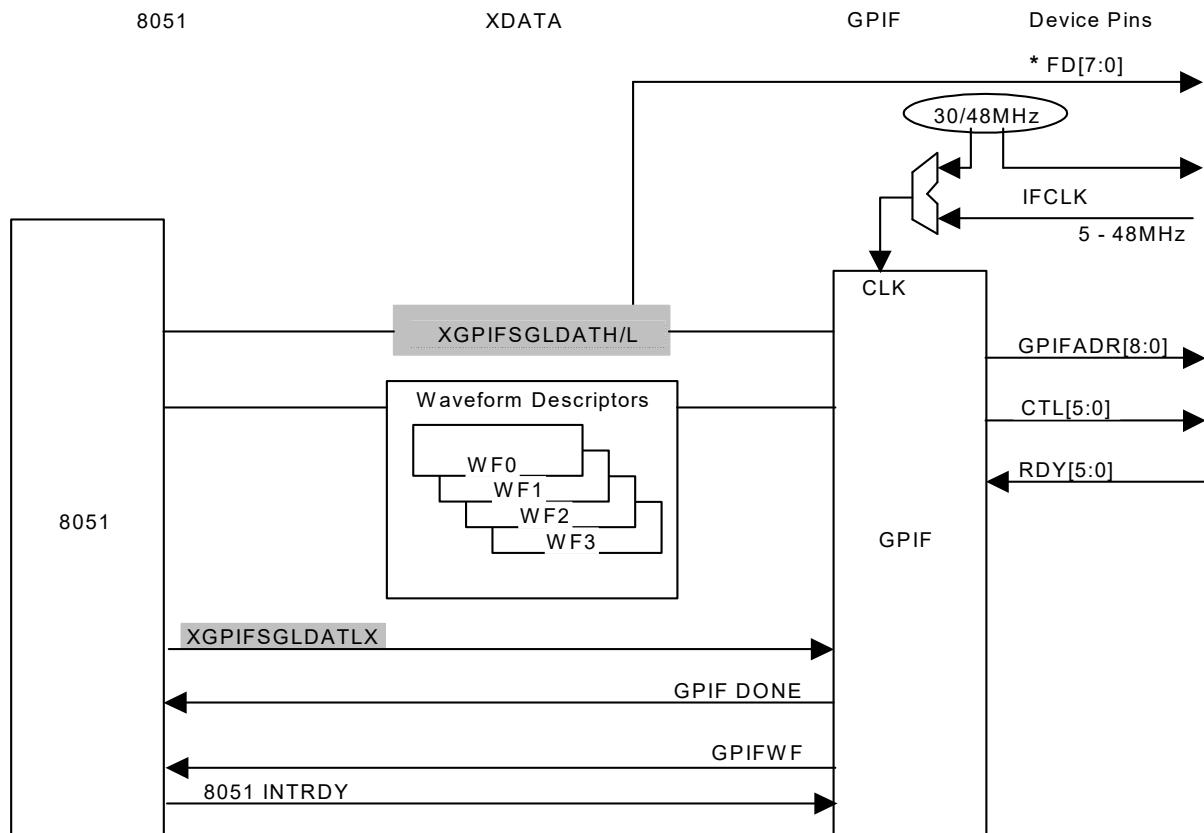 8051 XDATA GPIF Device Pins
* FD[7:0]
30/48MHz
IFCLK
5 - 48MHz
CLK
XGPIFSGLDATH/L
GPIFADR[8:0]
Waveform Descriptors
CTL[5:0]
WF0
RDY[5:0]
WF1
WF2
8051
WF3
GPIF
XGPIFSGLDATLX
GPIF DONE
GPIFWF
8051 INTRDY